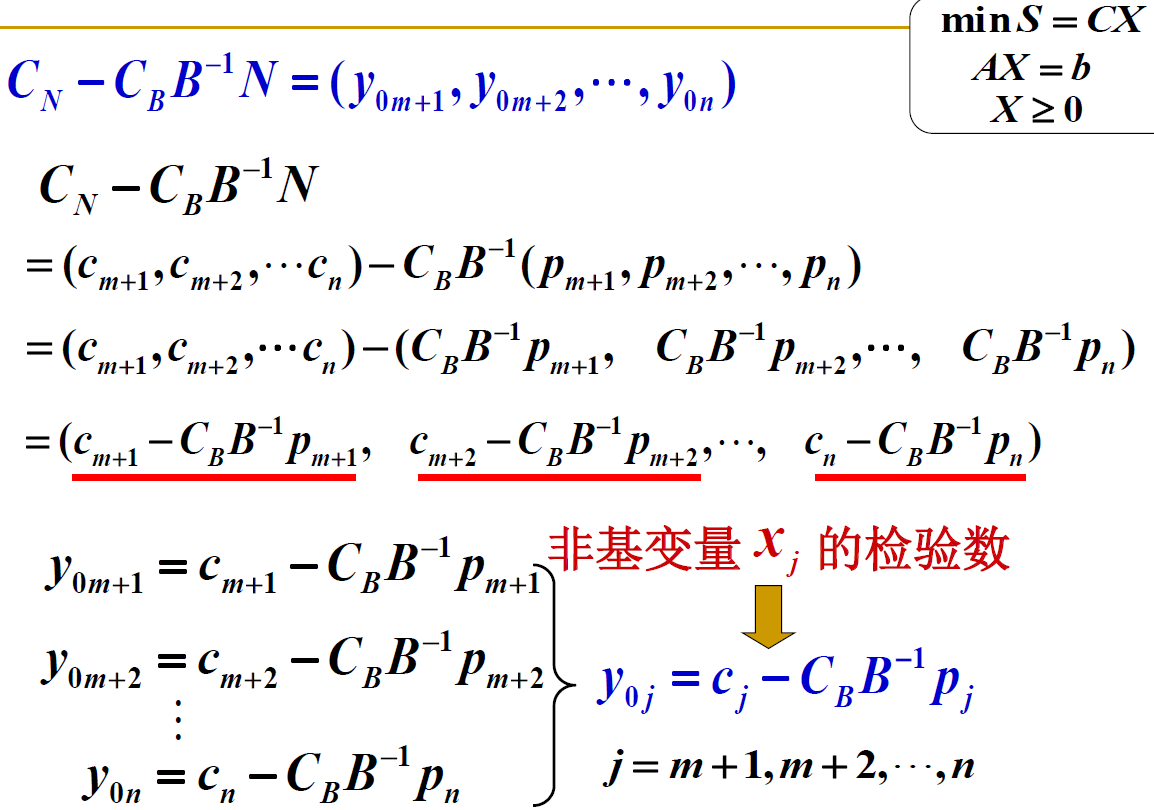 min S = CX
AX = b
X ≥ 0
C_N − C_B B^{−1} N = (y_{0m+1}, y_{0m+2}, ⋯, y_{0n})
C_N − C_B B^{−1} N
= (c_{m+1}, c_{m+2}, ⋯ c_n) − C_B B^{−1} (p_{m+1}, p_{m+2}, ⋯, p_n)
= (c_{m+1}, c_{m+2}, ⋯ c_n) − (C_B B^{−1} p_{m+1}, C_B B^{−1} p_{m+2}, ⋯, C_B B^{−1} p_n)
= (c_{m+1} − C_B B^{−1} p_{m+1}, c_{m+2} − C_B B^{−1} p_{m+2}, ⋯, c_n − C_B B^{−1} p_n)
y_{0m+1} = c_{m+1} − C_B B^{−1} p_{m+1}
y_{0m+2} = c_{m+2} − C_B B^{−1} p_{m+2}
⋮
y_{0n} = c_n − C_B B^{−1} p_n
非基变量 x_j 的检验数
y_{0j} = c_j − C_B B^{−1} p_j
j = m + 1, m + 2, ⋯, n